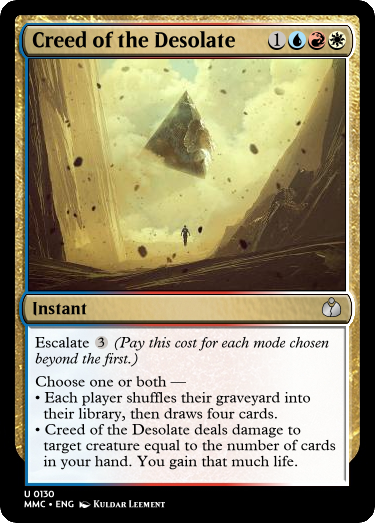 Creed of the Desolate 1
Instant
Escalate 3 (Pay this cost for each mode chosen
beyond the first.)
Choose one or both —
• Each player shuffles their graveyard into
their library, then draws four cards.
• Creed of the Desolate deals damage to
target creature equal to the number of cards
in your hand. You gain that much life.
U 0130
MMC • ENG Kuldar Leement